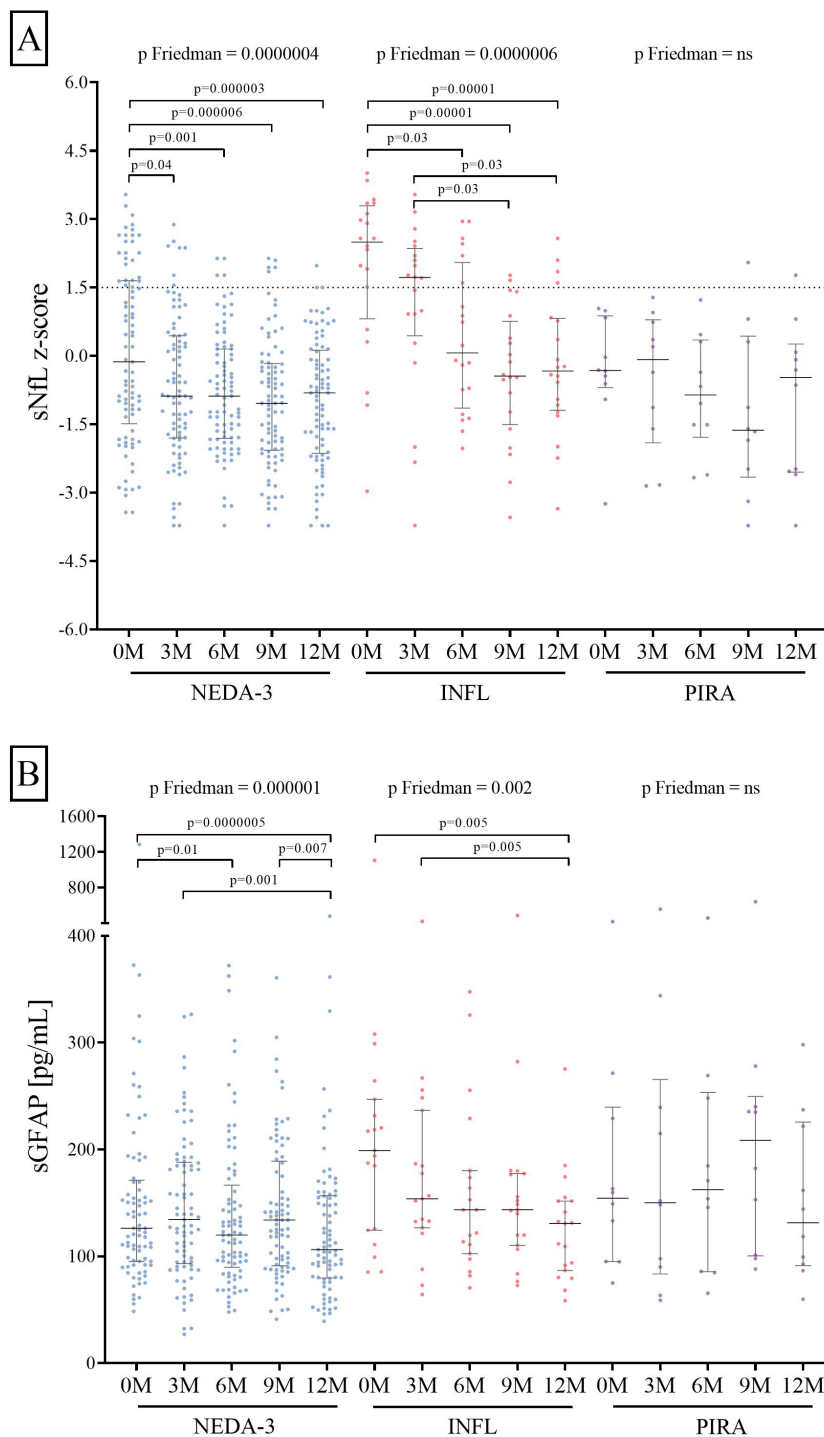 A
p Friedman = 0.0000004 p Friedman = 0.0000006 p Friedman = ns
6.0
p=0.000003 p=0.00001
p=0.000006 p=0.00001
4.5 p=0.001 p=0.03
p=0.04 p=0.03
p=0.03
3.0
1.5
0.0
sNfL z-score
-1.5
-3.0
-4.5
-6.0
0M 3M 6M 9M 12M 0M 3M 6M 9M 12M 0M 3M 6M 9M 12M
NEDA-3 INFL PIRA
B
p Friedman = 0.000001 p Friedman = 0.002 p Friedman = ns
1600
p=0.0000005 p=0.005
1200 p=0.01 p=0.007 p=0.005
800 p=0.001
400
300
sGFAP [pg/mL]
200
100
0
0M 3M 6M 9M 12M 0M 3M 6M 9M 12M 0M 3M 6M 9M 12M
NEDA-3 INFL PIRA